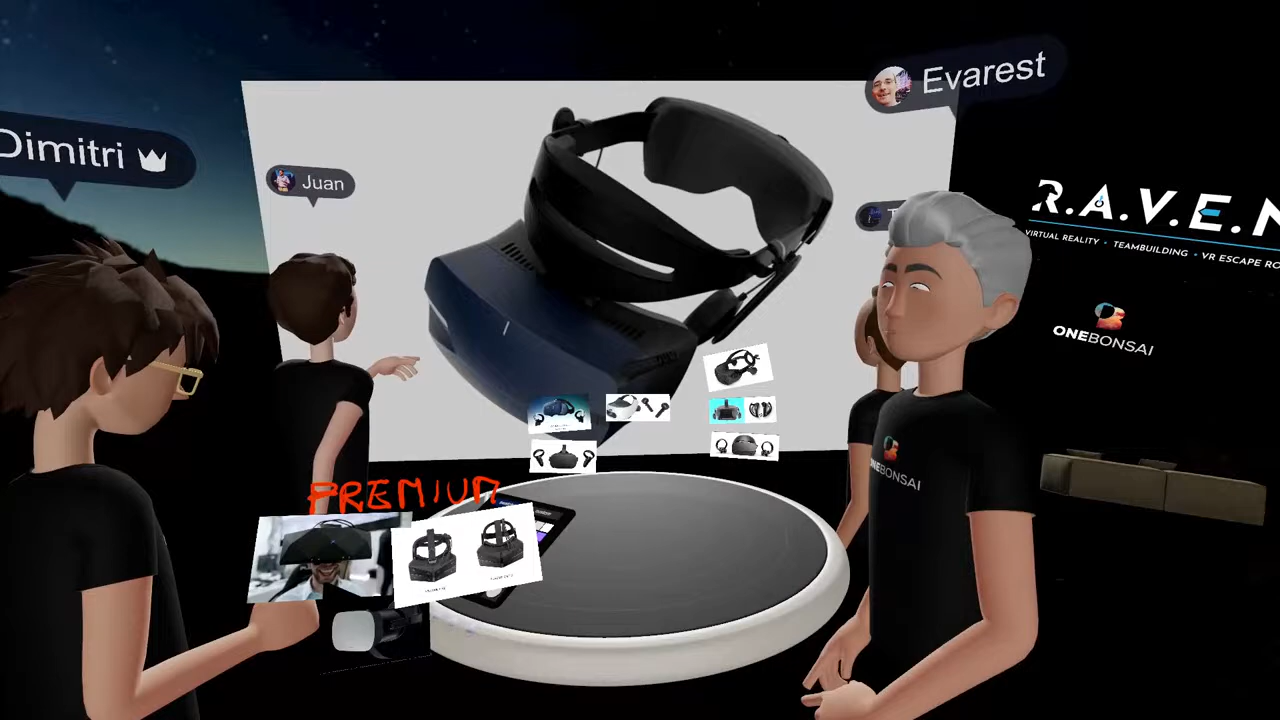 Evarest
Dimitri
Juan
R.A.V.E.N
VIRTUAL REALITY • TEAMBUILDING • VR ESCAPE RO
ONEBONSAI
ONEBONSAI
PREMIUM